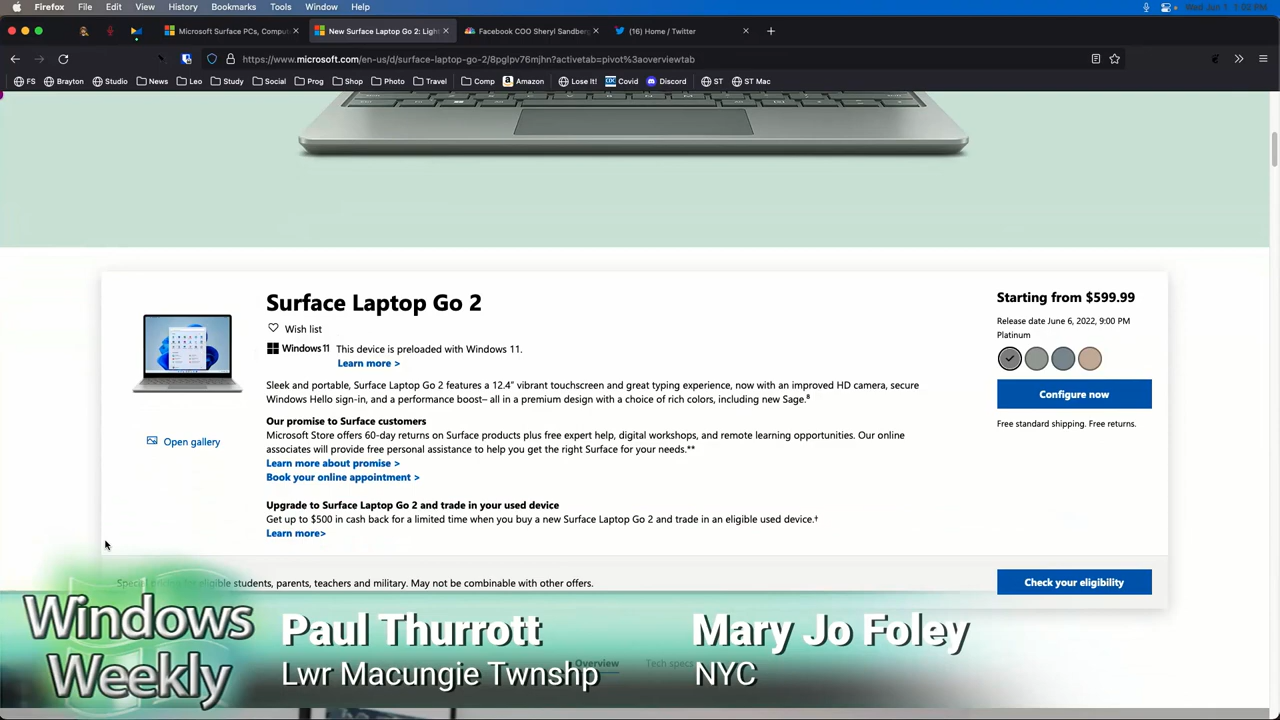 Firefox File Edit View History Bookmarks Tools Window Help Wed Jun 1 1:50 PM
Microsoft Surface PCs, Comput New Surface Laptop Go 2: Ligh Facebook COO Sheryl Sandberg (16) Home / Twitter
https://www.microsoft.com/en-us/d/surface-laptop-go-2/8pglpv76mjhn?activetab=pivot%3aoverviewtab
FS Brayton Studio News Leo Study Social Prog Shop Photo Travel Comp Amazon Lose It! Covid Discord ST ST Mac
Surface Laptop Go 2
Wish list
Windows 11 This device is preloaded with Windows 11.
Learn more >
Sleek and portable, Surface Laptop Go 2 features a 12.4" vibrant touchscreen and great typing experience, now with an improved HD camera, secure
Windows Hello sign-in, and a performance boost– all in a premium design with a choice of rich colors, including new Sage.⁸
Our promise to Surface customers
Microsoft Store offers 60-day returns on Surface products plus free expert help, digital workshops, and remote learning opportunities. Our online
associates will provide free personal assistance to help you get the right Surface for your needs.**
Learn more about promise >
Book your online appointment >
Upgrade to Surface Laptop Go 2 and trade in your used device
Get up to $500 in cash back for a limited time when you buy a new Surface Laptop Go 2 and trade in an eligible used device.†
Learn more>
Open gallery
Starting from $599.99
Release date June 6, 2022, 9:00 PM
Platinum
Configure now
Free standard shipping. Free returns.
eligible students, parents, teachers and military. May not be combinable with other offers.
Check your eligibility
Overview Tech specs
Windows
Weekly
Paul Thurrott
Lwr Macungie Twnshp
Mary Jo Foley
NYC